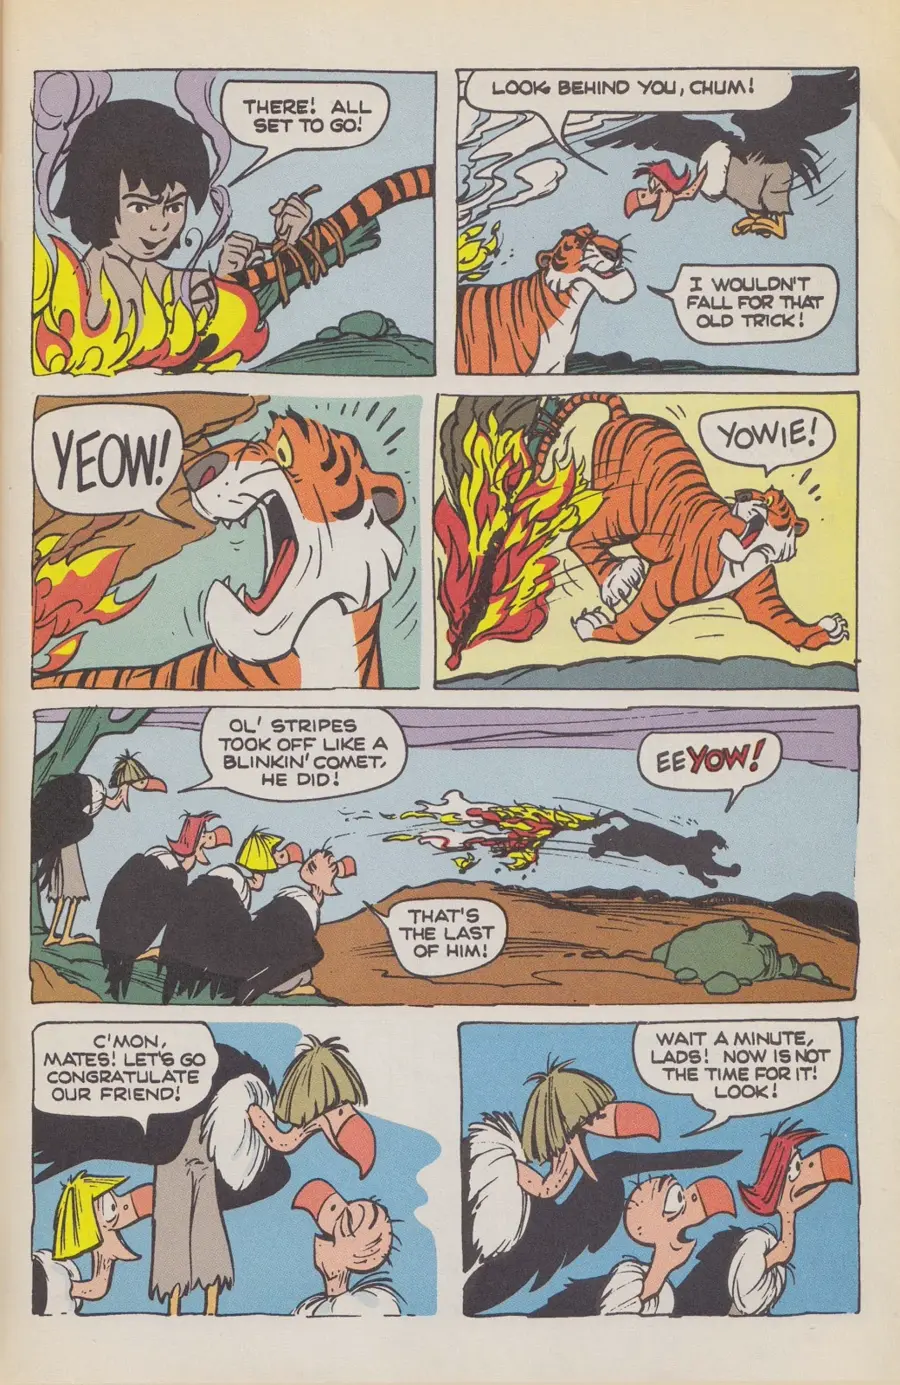 THERE! ALL
SET TO GO!
LOOK BEHIND YOU, CHUM!
I WOULDN'T
FALL FOR THAT
OLD TRICK!
YEOW!
YOWIE!
OL' STRIPES
TOOK OFF LIKE A
BLINKIN' COMET,
HE DID!
EEYOW!
THAT'S
THE LAST
OF HIM!
C'MON,
MATES! LET'S GO
CONGRATULATE
OUR FRIEND!
WAIT A MINUTE,
LADS! NOW IS NOT
THE TIME FOR IT!
LOOK!